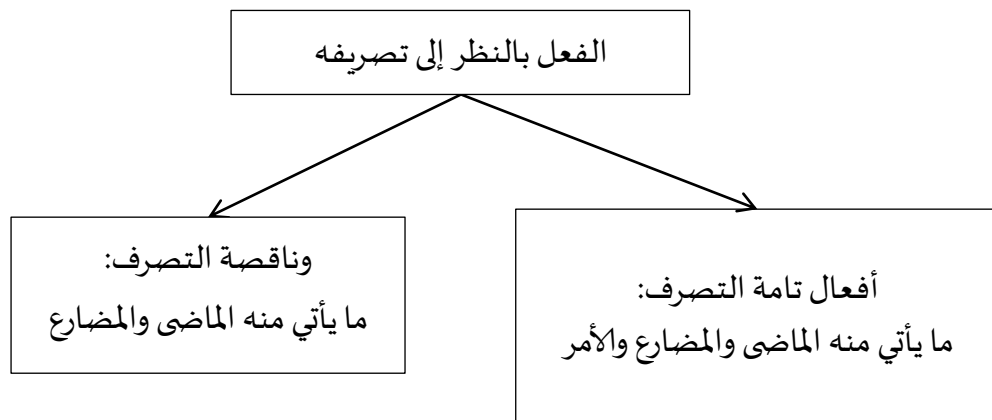 الفعل بالنظر إلى تصريفه
أفعال تامة التصرف:
ما يأتي منه الماضى والمضارع والأمر
وناقصة التصرف:
ما يأتي منه الماضى والمضارع